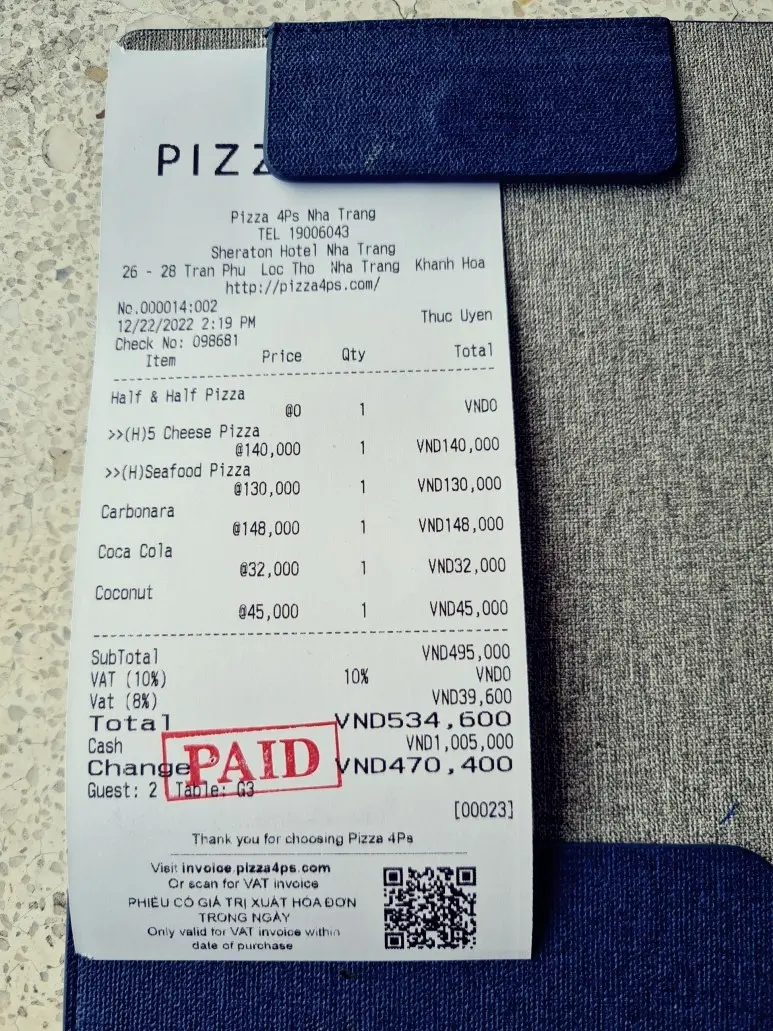 PIZZ
Pizza 4Ps Nha Trang
TEL 19006043
Sheraton Hotel Nha Trang
26 - 28 Tran Phu Loc Tho Nha Trang Khanh Hoa
http://pizza4ps.com/
No.000014:002
12/22/2022 2:19 PM Thuc Uyen
Check No: 098681
Item Price Qty Total
Half & Half Pizza
@0 1 VND0
>>(H)5 Cheese Pizza
@140,000 1 VND140,000
>>(H)Seafood Pizza
@130,000 1 VND130,000
Carbonara
@148,000 1 VND148,000
Coca Cola
@32,000 1 VND32,000
Coconut
@45,000 1 VND45,000
SubTotal VND495,000
VAT (10%) 10% VND0
Vat (8%) VND39,600
Total VND534,600
Cash VND1,005,000
Change VND470,400
PAID
Guest: 2 Table: G3
[00023]
Thank you for choosing Pizza 4Ps
Visit invoice.pizza4ps.com
Or scan for VAT invoice
PHIẾU CÓ GIÁ TRỊ XUẤT HÓA ĐƠN
TRONG NGÀY
Only valid for VAT invoice within
date of purchase